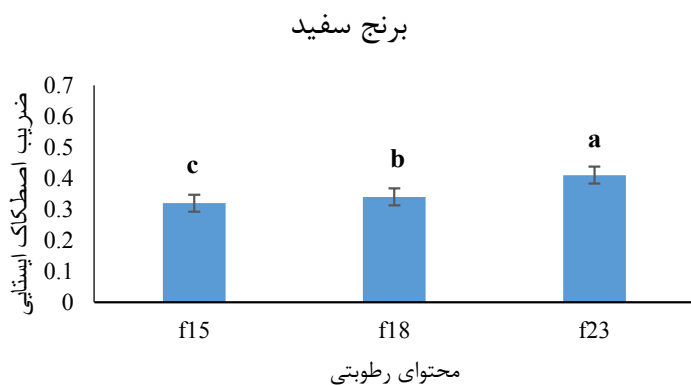 برنج سفید
ضریب اصطکاک ایستایی
0.7
0.6
0.5
0.4
0.3
0.2
0.1
0
c
b
a
f15
f18
f23
محتوای رطوبتی